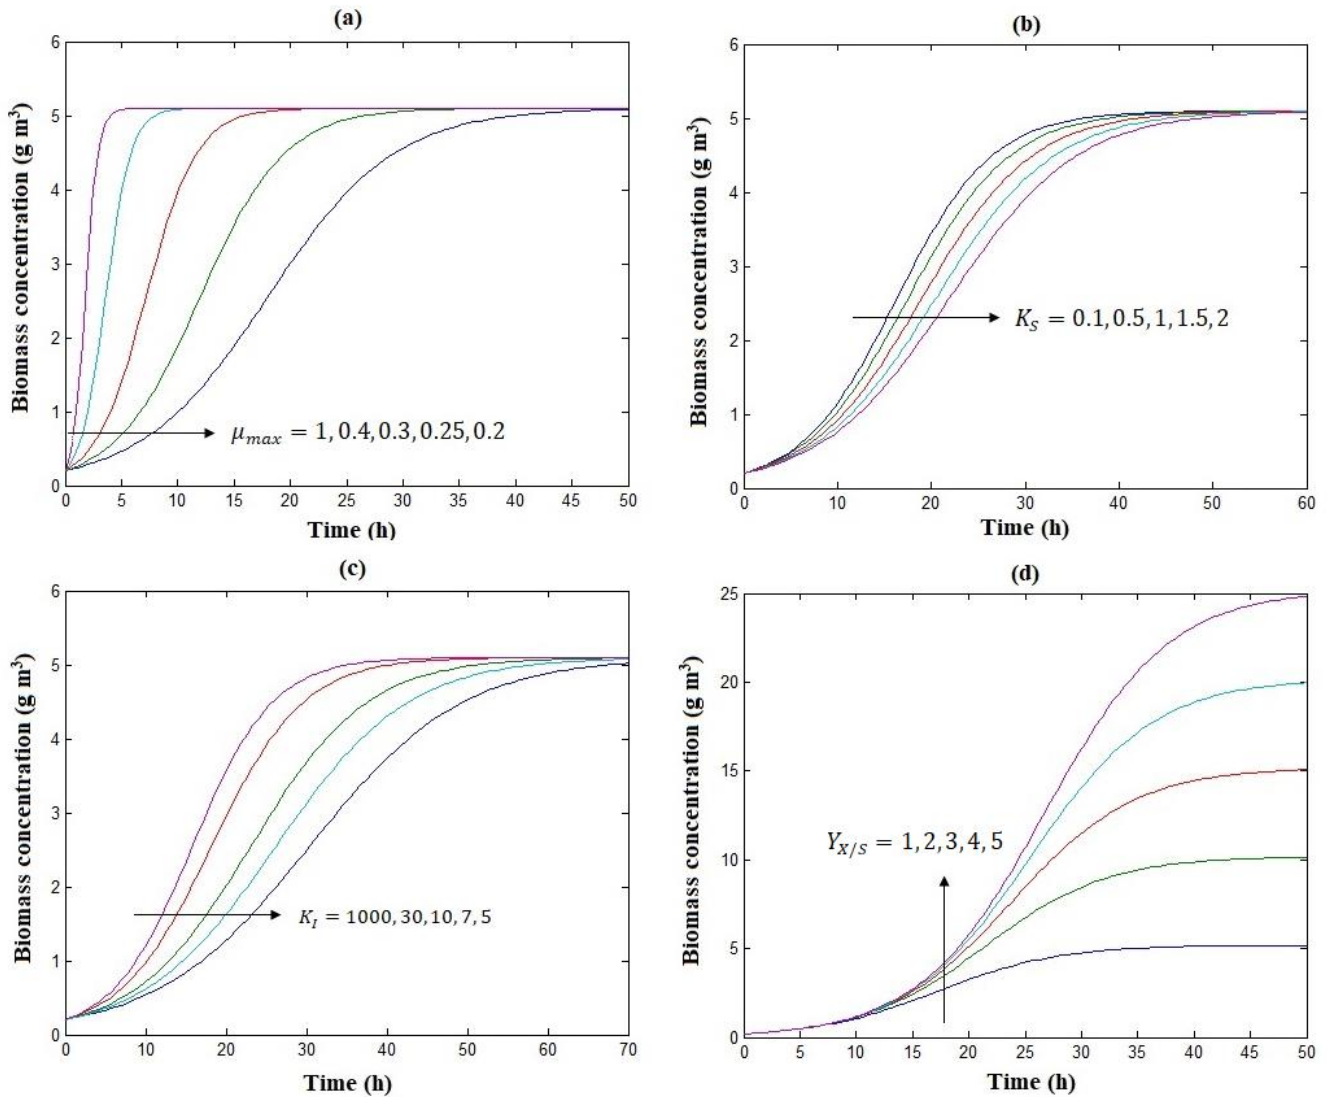 (a)
6
5
4
3
2
1
0
Biomass concentration (g m³)
μₘₐₓ = 1, 0.4, 0.3, 0.25, 0.2
0 5 10 15 20 25 30 35 40 45 50
Time (h)
(b)
6
5
4
3
2
1
0
Biomass concentration (g m³)
K_S = 0.1, 0.5, 1, 1.5, 2
0 10 20 30 40 50 60
Time (h)
(c)
6
5
4
3
2
1
0
Biomass concentration (g m³)
K_I = 1000, 30, 10, 7, 5
0 10 20 30 40 50 60 70
Time (h)
(d)
25
20
15
10
5
0
Biomass concentration (g m³)
Y_{X/S} = 1, 2, 3, 4, 5
0 5 10 15 20 25 30 35 40 45 50
Time (h)